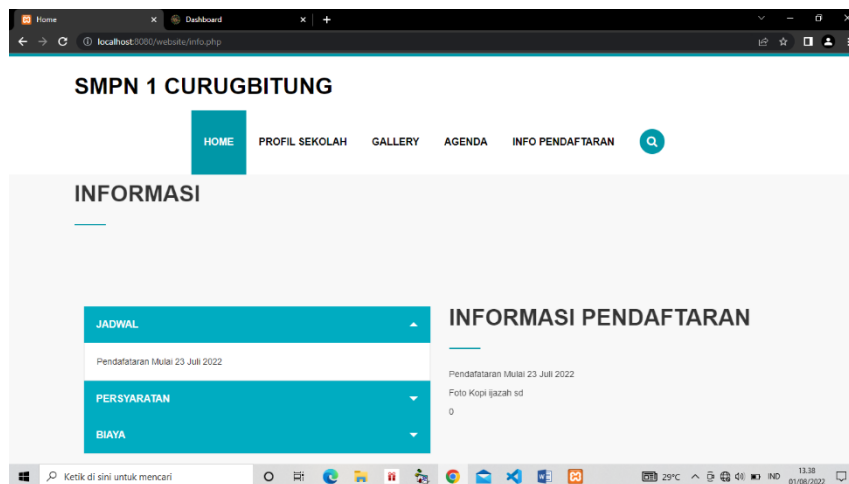 Home
Dashboard
localhost:8080/website/info.php
SMPN 1 CURUGBITUNG
HOME PROFIL SEKOLAH GALLERY AGENDA INFO PENDAFTARAN
INFORMASI
JADWAL
Pendafataran Mulai 23 Juli 2022
PERSYARATAN
BIAYA
INFORMASI PENDAFTARAN
Pendafataran Mulai 23 Juli 2022
Foto Kopi ijazah sd
0
Ketik di sini untuk mencari
29°C
IND
13.38
01/08/2022